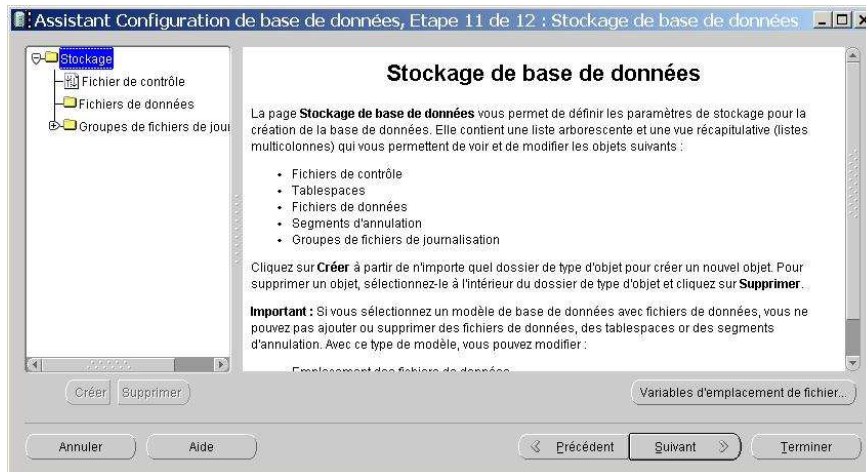 Assistant Configuration de base de données, Etape 11 de 12 : Stockage de base de données
Stockage
Fichier de contrôle
Fichiers de données
Groupes de fichiers de jour
Stockage de base de données
La page Stockage de base de données vous permet de définir les paramètres de stockage pour la
création de la base de données. Elle contient une liste arborescente et une vue récapitulative (listes
multicolonnes) qui vous permettent de voir et de modifier les objets suivants :
• Fichiers de contrôle
• Tablespaces
• Fichiers de données
• Segments d'annulation
• Groupes de fichiers de journalisation
Cliquez sur Créer à partir de n'importe quel dossier de type d'objet pour créer un nouvel objet. Pour
supprimer un objet, sélectionnez-le à l'intérieur du dossier de type d'objet et cliquez sur Supprimer.
Important : Si vous sélectionnez un modèle de base de données avec fichiers de données, vous ne
pouvez pas ajouter ou supprimer des fichiers de données, des tablespaces or des segments
d'annulation. Avec ce type de modèle, vous pouvez modifier :
Emplacement des fichiers de données
Créer
Supprimer
Variables d'emplacement de fichier...
Annuler
Aide
Précédent
Suivant
Terminer